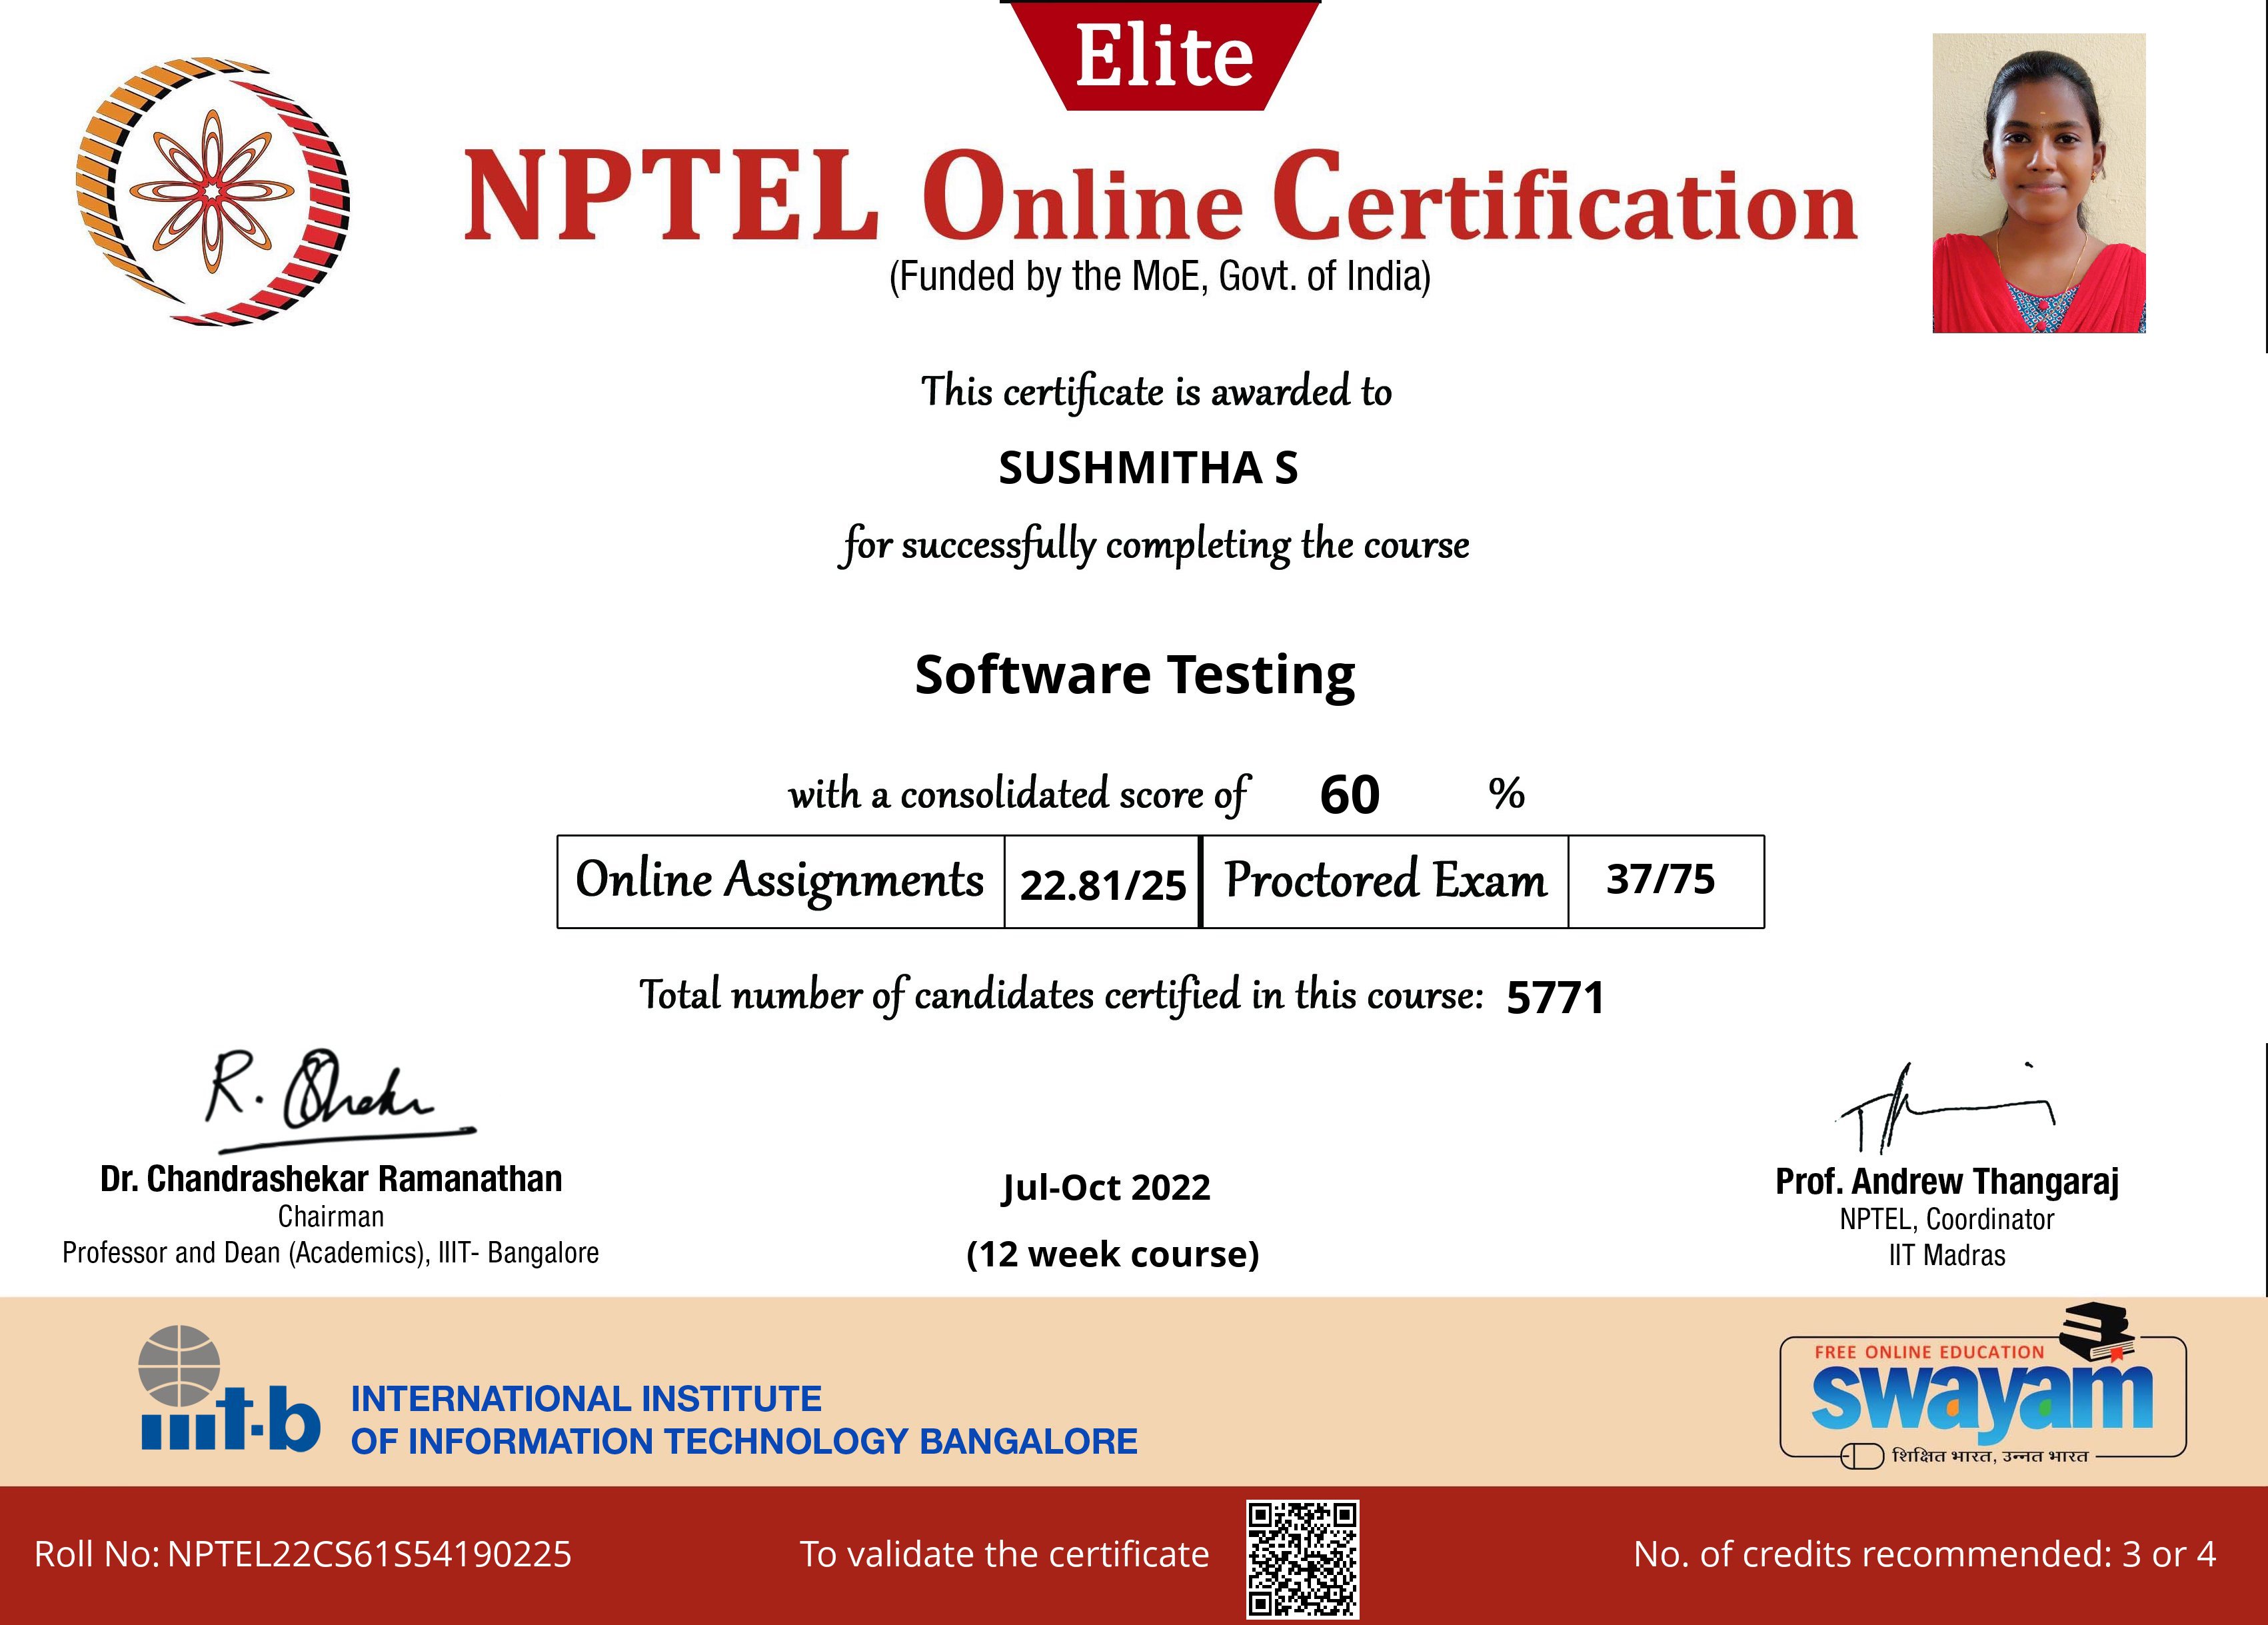 Elite
NPTEL Online Certification
(Funded by the MoE, Govt. of India)
This certificate is awarded to
SUSHMITHA S
for successfully completing the course
Software Testing
with a consolidated score of 60 %
Online Assignments 22.81/25 Proctored Exam 37/75
Total number of candidates certified in this course: 5771
R. Shekar
Dr. Chandrashekar Ramanathan
Chairman
Professor and Dean (Academics), IIIT- Bangalore
Jul-Oct 2022
(12 week course)
Prof. Andrew Thangaraj
NPTEL, Coordinator
IIT Madras
iiit-b
INTERNATIONAL INSTITUTE
OF INFORMATION TECHNOLOGY BANGALORE
FREE ONLINE EDUCATION
swayam
शिक्षित भारत, उन्नत भारत
Roll No: NPTEL22CS61S54190225
To validate the certificate
No. of credits recommended: 3 or 4